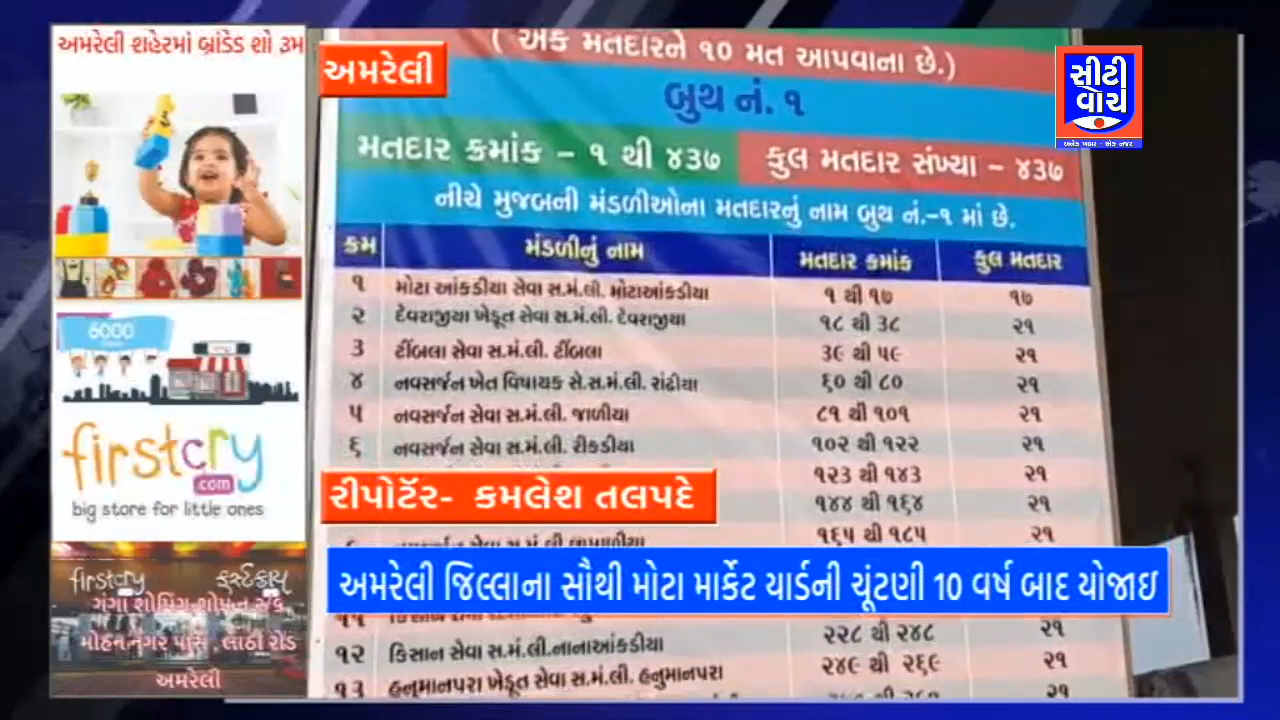 અમરેલી શહેરમાં બ્રાંડેડ શો રૂમ
6000
firstcry
.com
big store for little ones
firstcry ફર્સ્ટક્રાય
ગંગા શોપિંગ
મોહન નગર પાસે , લાઠી રોડ
અમરેલી
અમરેલી
સીટી
વોચ
( એક મતદારને ૧૦ મત આપવાના છે.)
બુથ નં. ૧
મતદાર ક્રમાંક – ૧ થી ૪૩૭ કુલ મતદાર સંખ્યા – ૪૩૭
નીચે મુજબની મંડળીઓના મતદારનું નામ બુથ નં.–૧ માં છે.
ક્રમ મંડળીનું નામ મતદાર ક્રમાંક કુલ મતદાર
૧ મોટા આંકડીયા સેવા સ.મં.લી. મોટાઆંકડીયા ૧ થી ૧૭ ૧૭
૨ દેવરાજીયા ખેડૂત સેવા સ.મં.લી. દેવરાજીયા ૧૮ થી ૩૮ ૨૧
૩ ટીંબલા સેવા સ.મં.લી. ટીંબલા ૩૯ થી ૫૯ ૨૧
૪ નવસર્જન ખેત વિષાયક સે.સ.મં.લી. રાંઢીયા ૬૦ થી ૮૦ ૨૧
૫ નવસર્જન સેવા સ.મં.લી. જાળીયા ૮૧ થી ૧૦૧ ૨૧
૬ નવસર્જન સેવા સ.મં.લી. રીકડીયા ૧૦૨ થી ૧૨૨ ૨૧
૧૨૩ થી ૧૪૩ ૨૧
૧૪૪ થી ૧૬૪ ૨૧
૧૬૫ થી ૧૮૫ ૨૧
રીપોર્ટર- કમલેશ તલપદે
અમરેલી જિલ્લાના સૌથી મોટા માર્કેટ યાર્ડની ચૂંટણી 10 વર્ષ બાદ યોજાઇ
૨૨૮ થી ૨૪૮ ૨૧
૧૨ કિસાન સેવા સ.મં.લી.નાનાઆંકડીયા ૨૪૯ થી ૨૬૯ ૨૧
૧૩ હનુમાનપરા ખેડૂત સેવા સ.મં.લી. હનુમાનપરા ૨૧